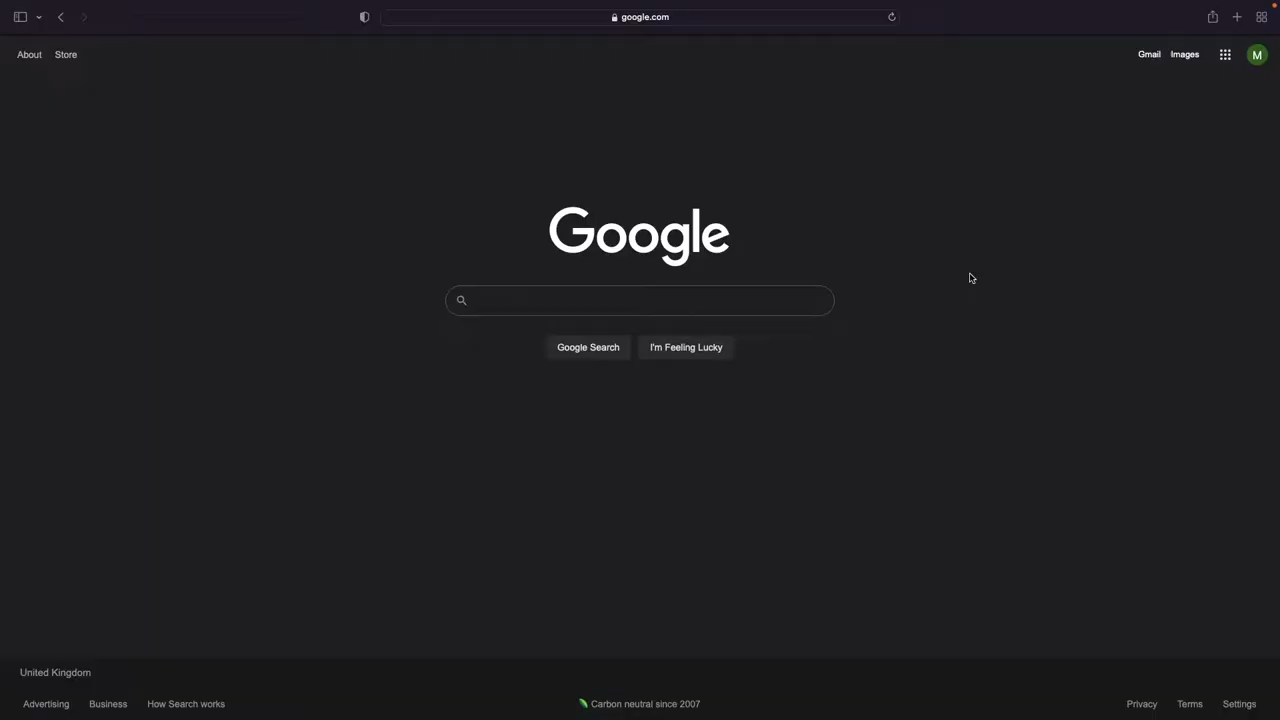 google.com
About Store
Gmail Images
M
Google
Google Search I'm Feeling Lucky
United Kingdom
Advertising Business How Search works
Carbon neutral since 2007
Privacy Terms Settings